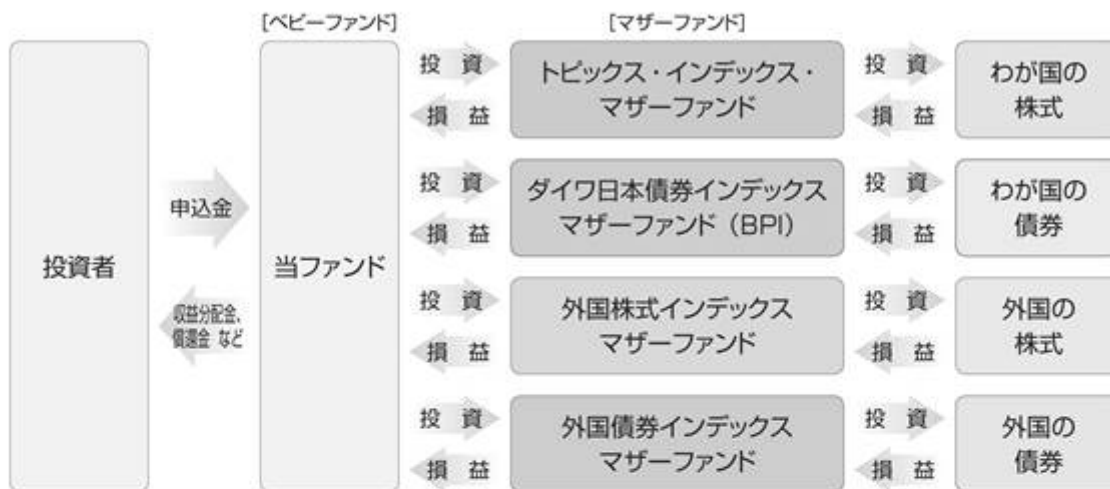 [ベビーファンド]
[マザーファンド]
投資者
申込金
収益分配金、
償還金 など
当ファンド
投 資
損 益
トピックス・インデックス・
マザーファンド
投 資
損 益
わが国の
株式
投 資
損 益
ダイワ日本債券インデックス
マザーファンド（BPI）
投 資
損 益
わが国の
債券
投 資
損 益
外国株式インデックス
マザーファンド
投 資
損 益
外国の
株式
投 資
損 益
外国債券インデックス
マザーファンド
投 資
損 益
外国の
債券